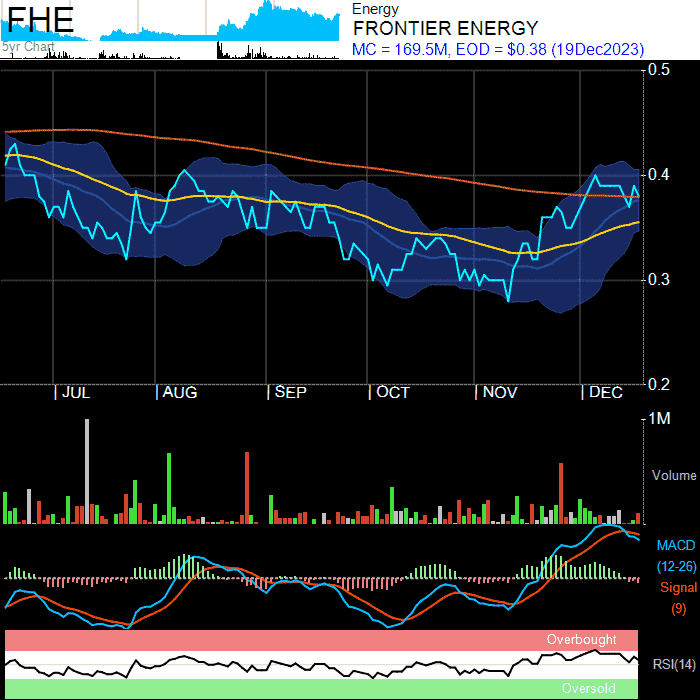 FHE
5yr Chart
Energy
FRONTIER ENERGY
MC = 169.5M, EOD = $0.38 (19Dec2023)
0.5
0.4
0.3
0.2
JUL AUG SEP OCT NOV DEC
1M
Volume
MACD
(12-26)
Signal
(9)
Overbought
RSI(14)
Oversold